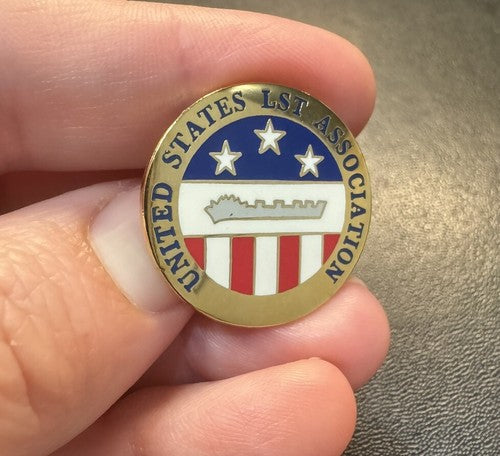 UNITED STATES LST ASSOCIATION